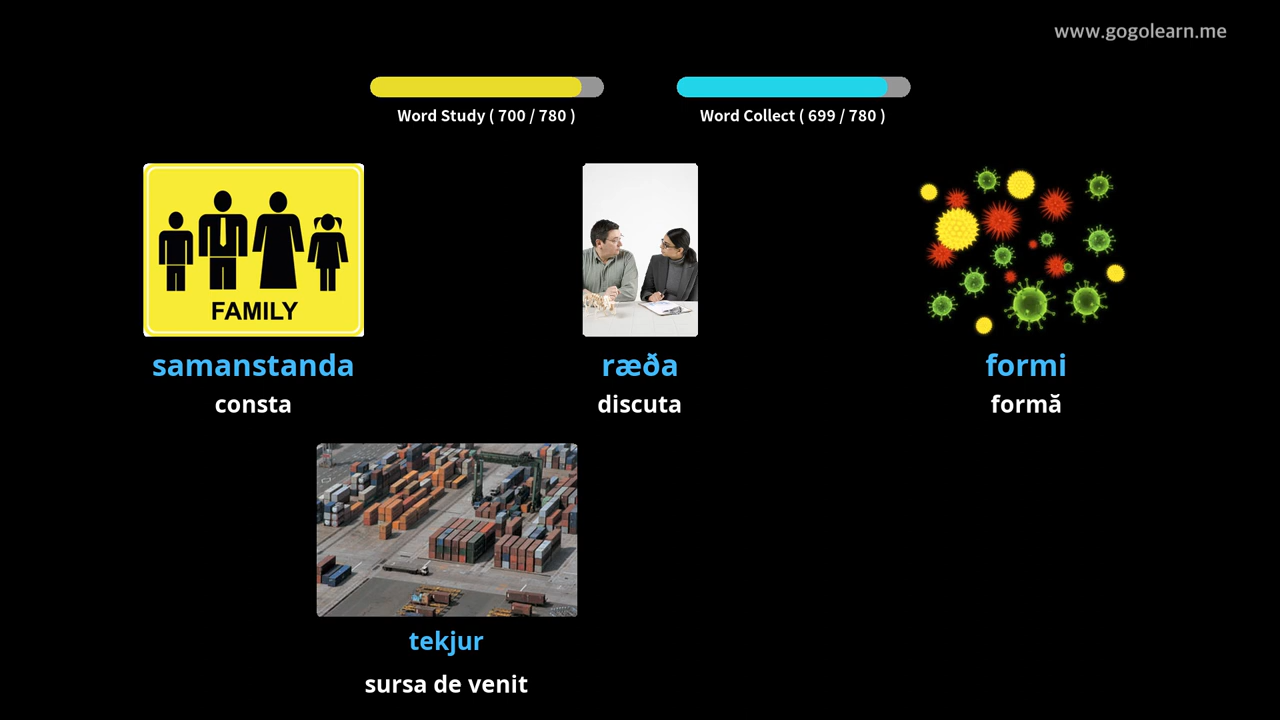 www.gogolearn.me
Word Study ( 700 / 780 )
Word Collect ( 699 / 780 )
FAMILY
samanstanda
consta
ræða
discuta
formi
formă
tekjur
sursa de venit